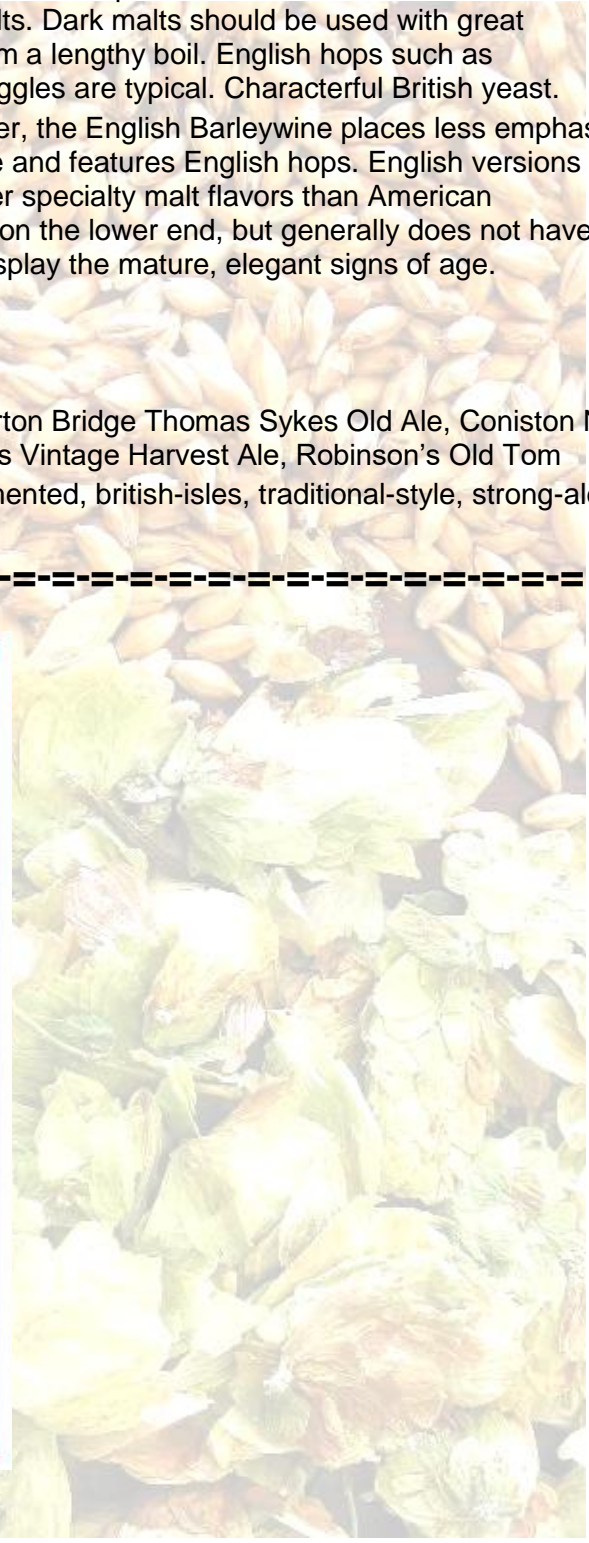 lts. Dark malts should be used with great
m a lengthy boil. English hops such as
ggles are typical. Characterful British yeast.
er, the English Barleywine places less emphas
e and features English hops. English versions
er specialty malt flavors than American
on the lower end, but generally does not have
splay the mature, elegant signs of age.
rton Bridge Thomas Sykes Old Ale, Coniston
s Vintage Harvest Ale, Robinson’s Old Tom
nented, british-isles, traditional-style, strong-ale
-=-=-=-=-=-=-=-=-=-=-=-=-=-=-=